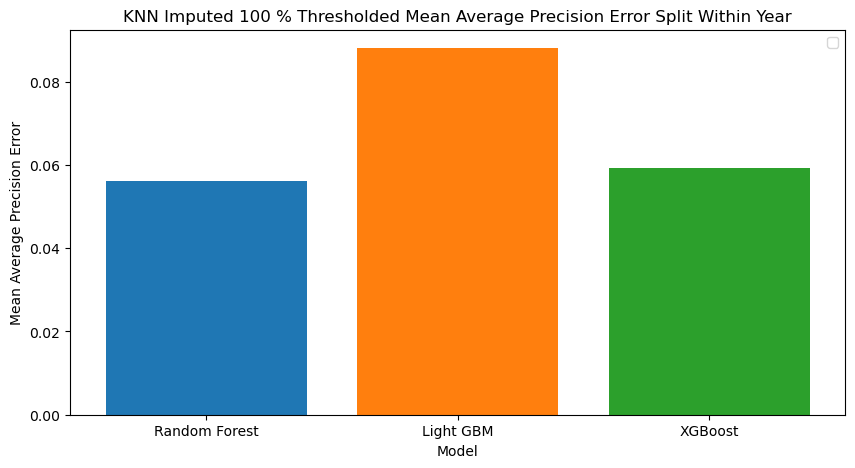 KNN Imputed 100 % Thresholded Mean Average Precision Error Split Within Year
Mean Average Precision Error
0.08
0.06
0.04
0.02
0.00
Random Forest
Light GBM
XGBoost
Model